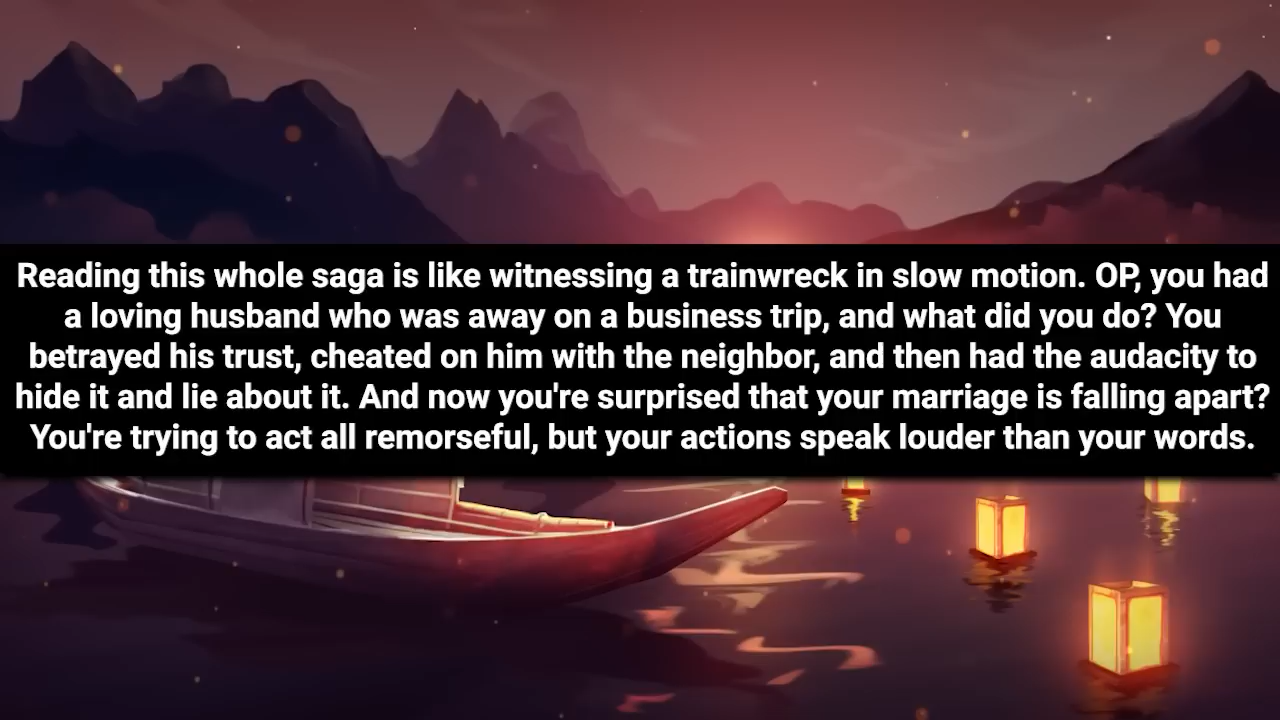 Reading this whole saga is like witnessing a trainwreck in slow motion. OP, you had
a loving husband who was away on a business trip, and what did you do? You
betrayed his trust, cheated on him with the neighbor, and then had the audacity to
hide it and lie about it. And now you're surprised that your marriage is falling apart?
You're trying to act all remorseful, but your actions speak louder than your words.